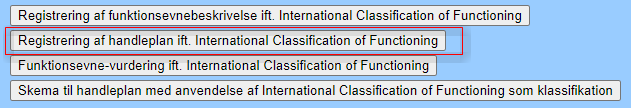 Registrering af funktionsevnebeskrivelse ift. International Classification of Functioning
Registrering af handleplan ift. International Classification of Functioning
Funktionsevne-vurdering ift. International Classification of Functioning
Skema til handleplan med anvendelse af International Classification of Functioning som klassifikation